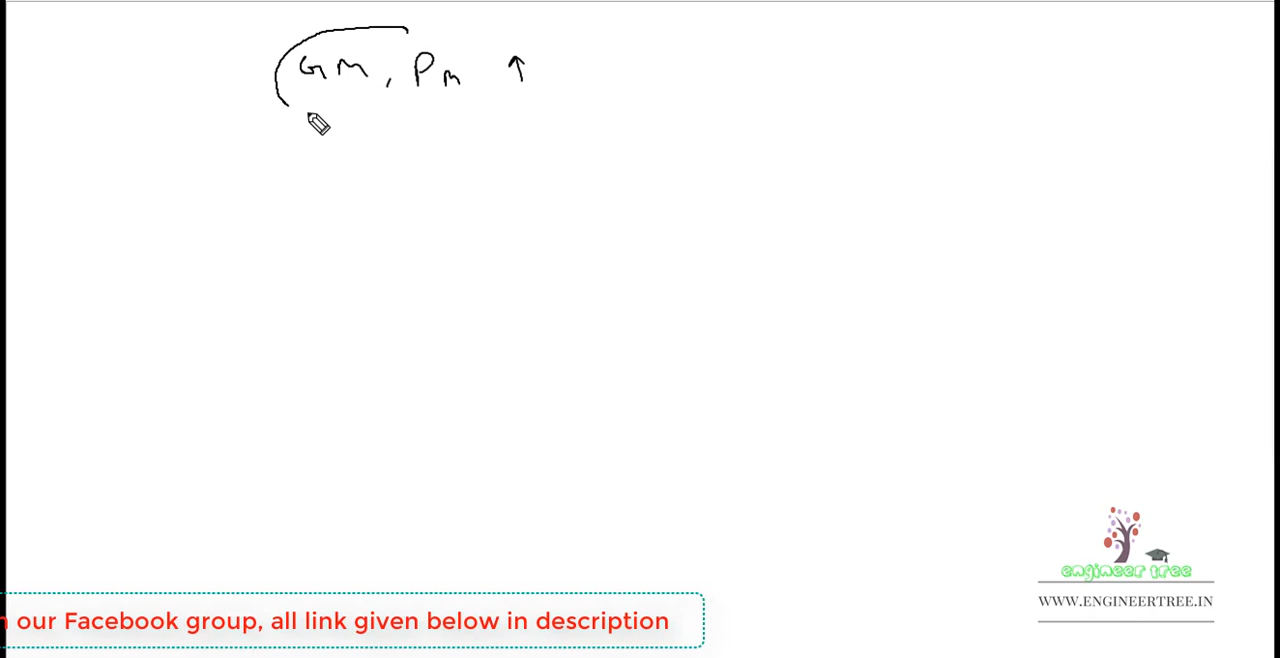 GM, PM ↑
engineer tree
WWW.ENGINEERTREE.IN
our Facebook group, all link given below in description